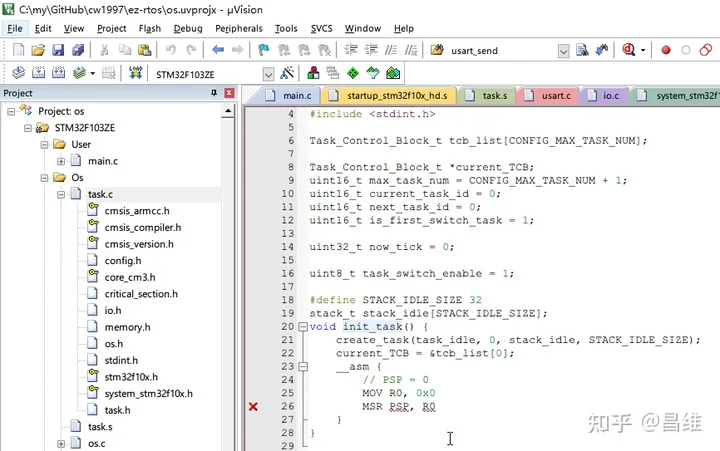 C:\my\GitHub\cw1997\ez-rtos\os.uvprojx - µVision
File Edit View Project Flash Debug Peripherals Tools SVCS Window Help
usart_send
STM32F103ZE
Project
Project: os
STM32F103ZE
User
main.c
Os
task.c
cmsis_armcc.h
cmsis_compiler.h
cmsis_version.h
config.h
core_cm3.h
critical_section.h
io.h
memory.h
os.h
stdint.h
stm32f10x.h
system_stm32f10x.h
task.h
task.s
os.c
main.c startup_stm32f10x_hd.s task.s usart.c io.c system_stm32f1
4 #include <stdint.h>
5
6 Task_Control_Block_t tcb_list[CONFIG_MAX_TASK_NUM];
7
8 Task_Control_Block_t *current_TCB;
9 uint16_t max_task_num = CONFIG_MAX_TASK_NUM + 1;
10 uint16_t current_task_id = 0;
11 uint16_t next_task_id = 0;
12 uint16_t is_first_switch_task = 1;
13
14 uint32_t now_tick = 0;
15
16 uint8_t task_switch_enable = 1;
17
18 #define STACK_IDLE_SIZE 32
19 stack_t stack_idle[STACK_IDLE_SIZE];
20 void init_task() {
21 create_task(task_idle, 0, stack_idle, STACK_IDLE_SIZE);
22 current_TCB = &tcb_list[0];
23 __asm {
24 // PSP = 0
25 MOV R0, 0x0
26 MSR PSP, R0
27 }
28 }
29
知乎 @昌维